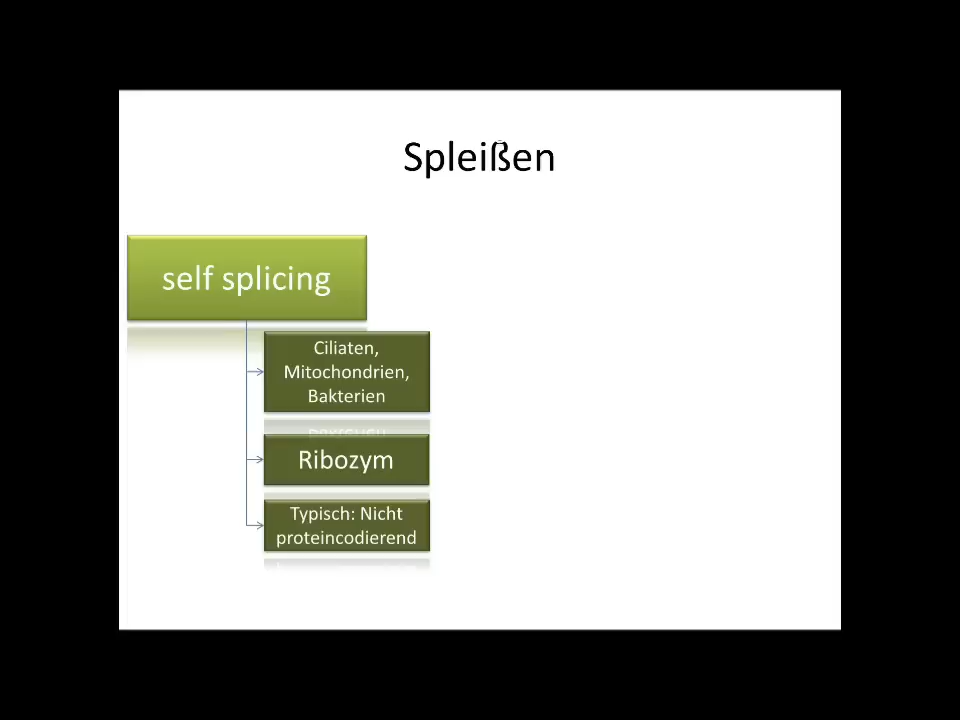 Spleißen
self splicing
Ciliaten,
Mitochondrien,
Bakterien
Ribozym
Typisch: Nicht
proteincodierend